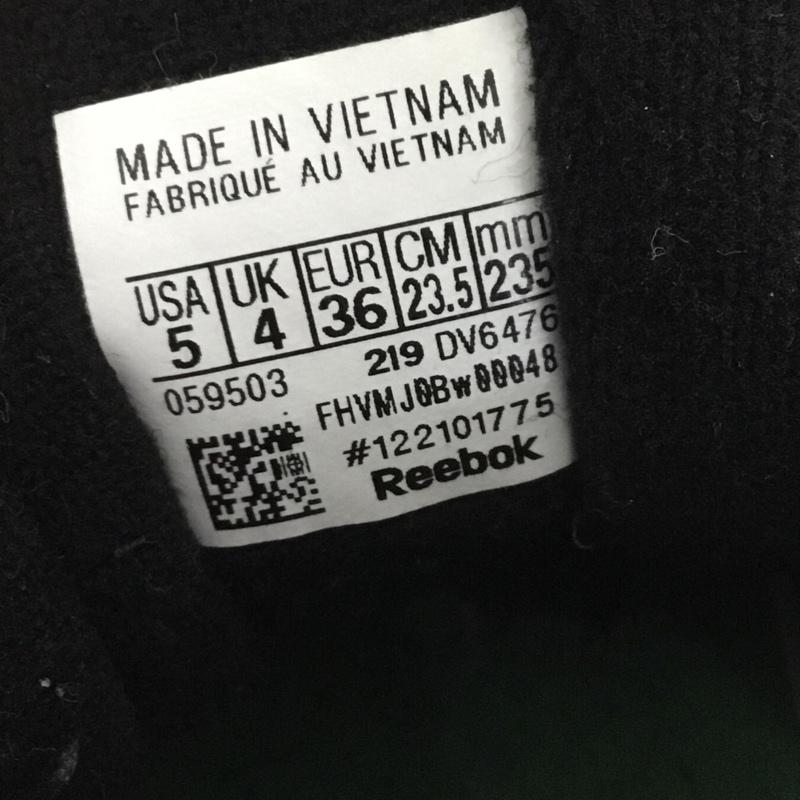 MADE IN VIETNAM
FABRIQUÉ AU VIETNAM
USA UK EUR CM mm
5 4 36 23.5 235
219 DV6476
059503
FHVMJ0Bw00048
#122101775
Reebok